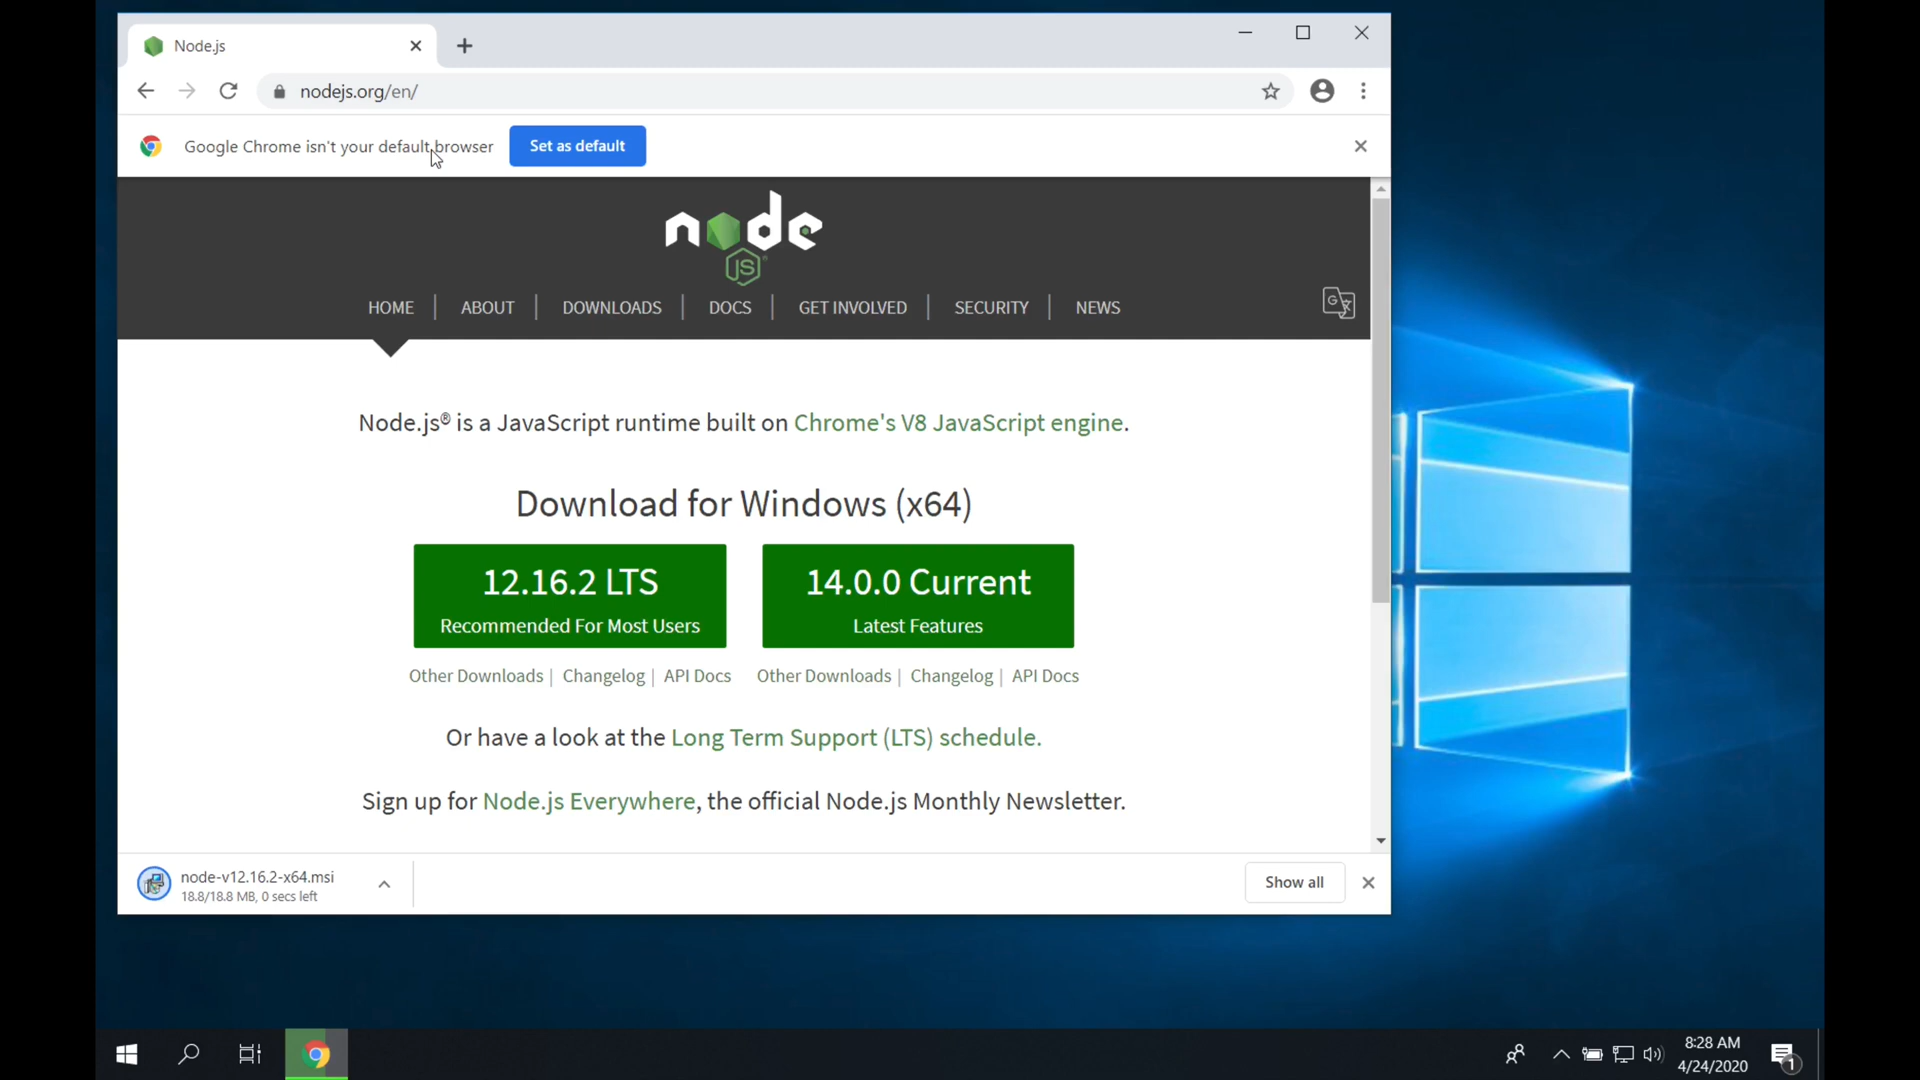 Node.js
nodejs.org/en/
Google Chrome isn't your default browser
Set as default
node
JS
HOME
ABOUT
DOWNLOADS
DOCS
GET INVOLVED
SECURITY
NEWS
Node.js® is a JavaScript runtime built on Chrome's V8 JavaScript engine.
Download for Windows (x64)
12.16.2 LTS
Recommended For Most Users
14.0.0 Current
Latest Features
Other Downloads | Changelog | API Docs
Other Downloads | Changelog | API Docs
Or have a look at the Long Term Support (LTS) schedule.
Sign up for Node.js Everywhere, the official Node.js Monthly Newsletter.
node-v12.16.2-x64.msi
18.8/18.8 MB, 0 secs left
Show all
8:28 AM
4/24/2020
1